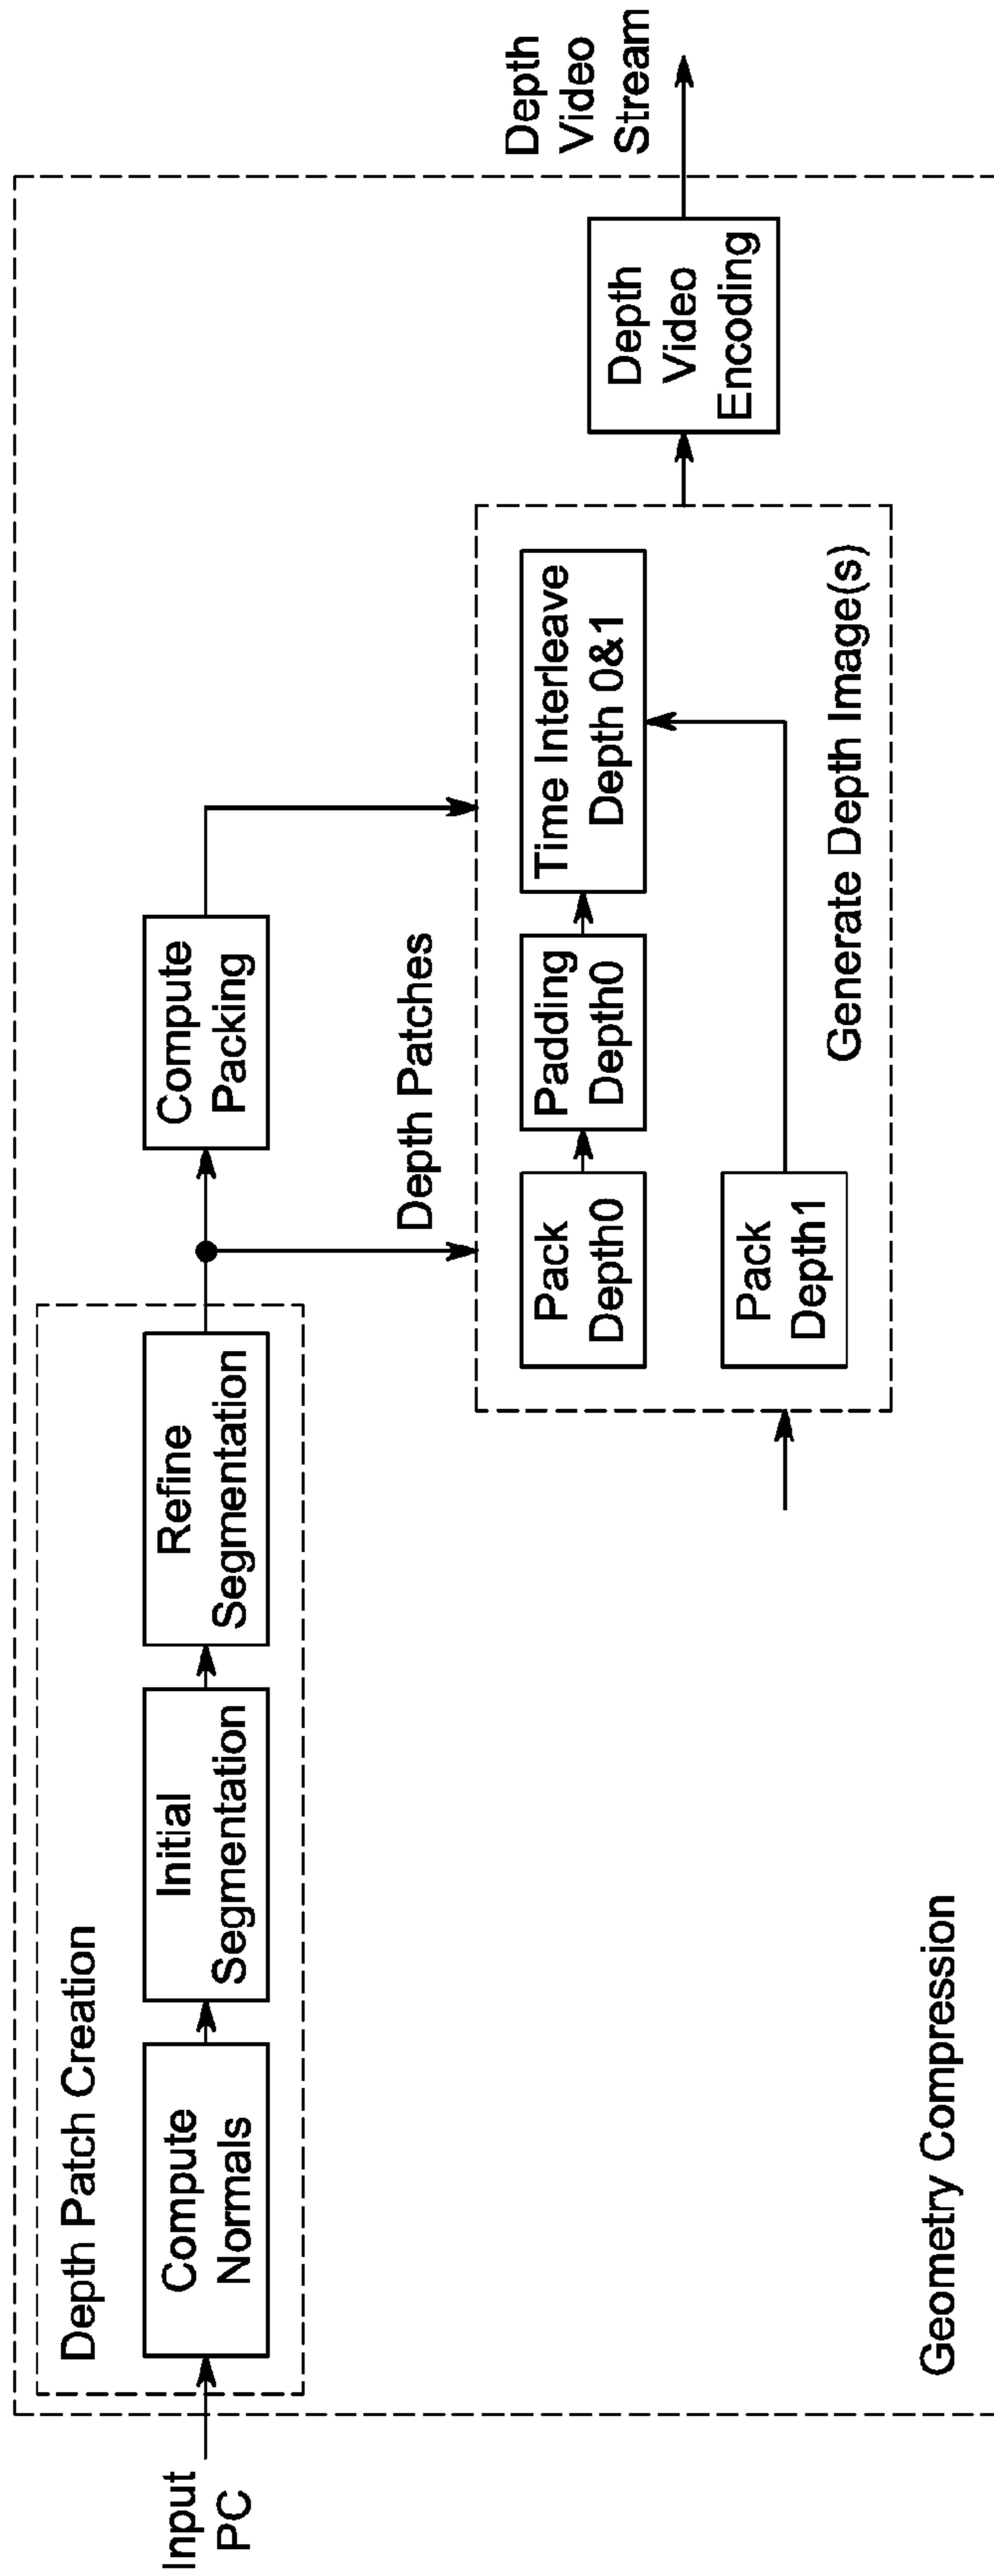 Input
PC
Depth Patch Creation
Compute
Normals
Initial
Segmentation
Refine
Segmentation
Compute
Packing
Depth Patches
Pack
Depth0
Padding
Depth0
Time Interleave
Depth 0&1
Pack
Depth1
Generate Depth Image(s)
Depth
Video
Encoding
Depth
Video
Stream
Geometry Compression